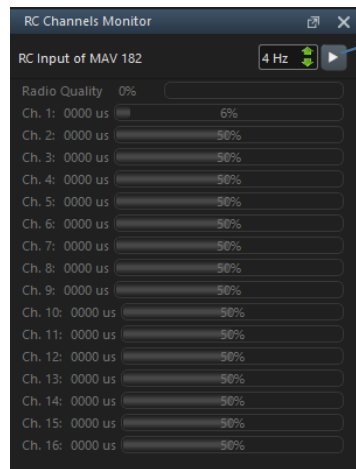 RC Channels Monitor
RC Input of MAV 182 4 Hz
Radio Quality 0%
Ch. 1: 0000 us 6%
Ch. 2: 0000 us 50%
Ch. 3: 0000 us 50%
Ch. 4: 0000 us 50%
Ch. 5: 0000 us 50%
Ch. 6: 0000 us 50%
Ch. 7: 0000 us 50%
Ch. 8: 0000 us 50%
Ch. 9: 0000 us 50%
Ch. 10: 0000 us 50%
Ch. 11: 0000 us 50%
Ch. 12: 0000 us 50%
Ch. 13: 0000 us 50%
Ch. 14: 0000 us 50%
Ch. 15: 0000 us 50%
Ch. 16: 0000 us 50%